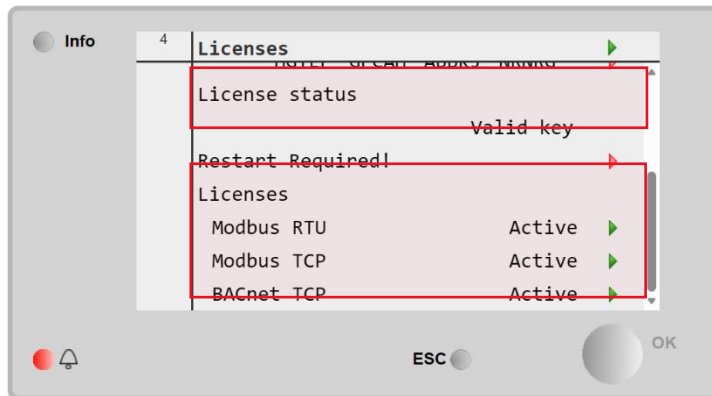 Info
4
Licenses
License status
Valid key
Restart Required!
Licenses
Modbus RTU Active
Modbus TCP Active
BACnet TCP Active
ESC
OK